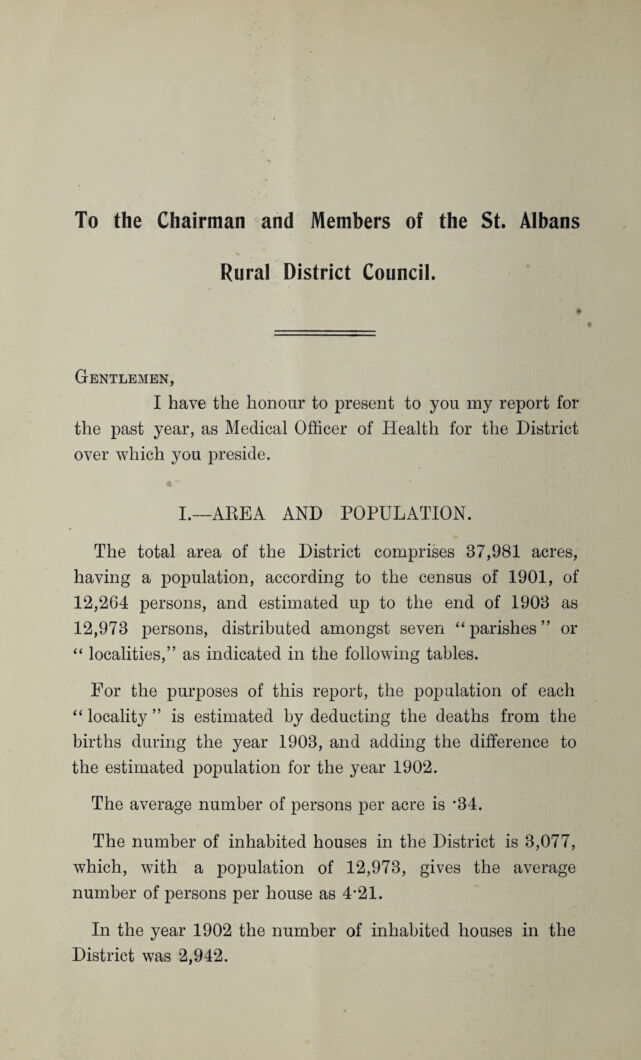 To the Chairman and Members of the St. Albans
Rural District Council.
Gentlemen,
I have the honour to present to you my report for
the past year, as Medical Officer of Health for the District
over which you preside.
I.—AREA AND POPULATION.
The total area of the District comprises 37,981 acres,
having a population, according to the census of 1901, of
12,264 persons, and estimated up to the end of 1903 as
12,973 persons, distributed amongst seven “parishes” or
“ localities,” as indicated in the following tables.
For the purposes of this report, the population of each
“locality” is estimated by deducting the deaths from the
births during the year 1903, and adding the difference to
the estimated population for the year 1902.
The average number of persons per acre is ·34.
The number of inhabited houses in the District is 3,077,
which, with a population of 12,973, gives the average
number of persons per house as 4·21.
In the year 1902 the number of inhabited houses in the
District was 2,942.